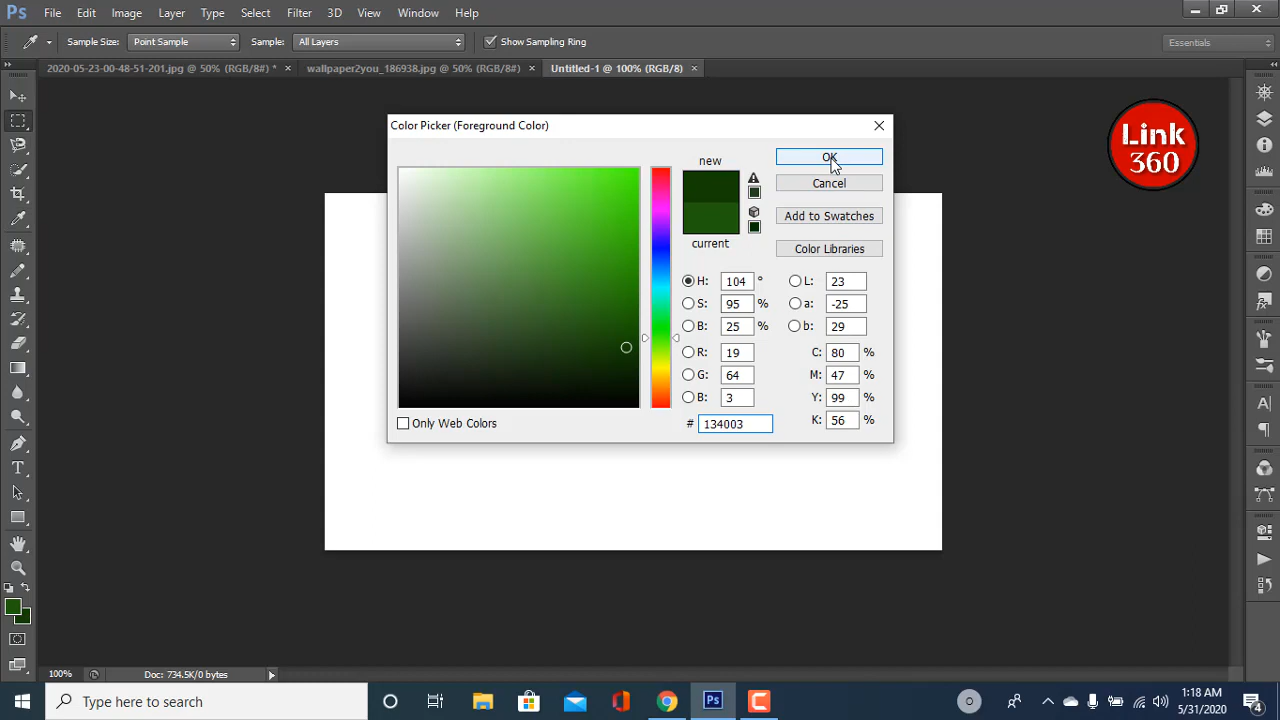 Ps File Edit Image Layer Type Select Filter 3D View Window Help
Sample Size: Point Sample Sample: All Layers Show Sampling Ring Essentials
2020-05-23-00-48-51-201.jpg @ 50% (RGB/8#) * × wallpaper2you_186938.jpg @ 50% (RGB/8#) × Untitled-1 @ 100% (RGB/8) ×
Color Picker (Foreground Color)
Link
360
new
OK
Cancel
Add to Swatches
current
Color Libraries
H: 104 ° L: 23
S: 95 % a: -25
B: 25 % b: 29
R: 19 C: 80 %
G: 64 M: 47 %
B: 3 Y: 99 %
# 134003 K: 56 %
Only Web Colors
100% Doc: 734.5K/0 bytes
Type here to search
Ps
1:18 AM
5/31/2020
4